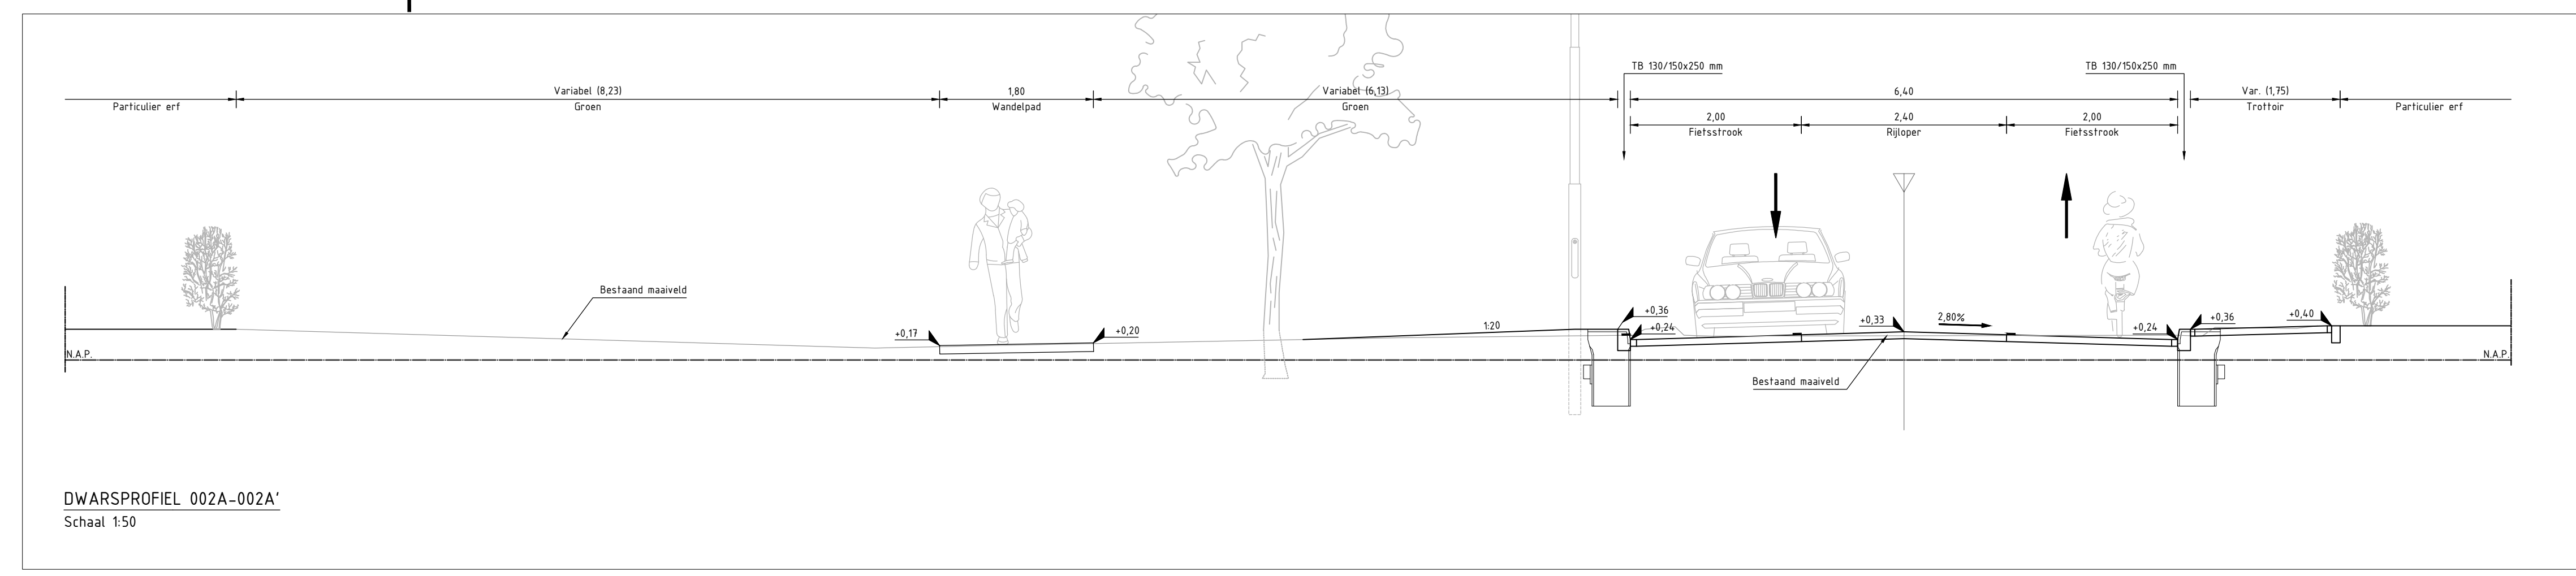 TB 130/150x250 mm
TB 130/150x250 mm
Variabel (8,23)
1,80
Variabel (6,13)
6,40
Var. (1,75)
Particulier erf
Groen
Wandelpad
Groen
Trottoir
Particulier erf
2,00
2,40
2,00
Fietsstrook
Rijloper
Fietsstrook
Bestaand maaiveld
+0,36
+0,40
+0,17
+0,20
1:20
+0,24
+0,33
2,80%
+0,24
+0,36
N.A.P.
N.A.P.
Bestaand maaiveld
DWARSPROFIEL 002A-002A'
Schaal 1:50